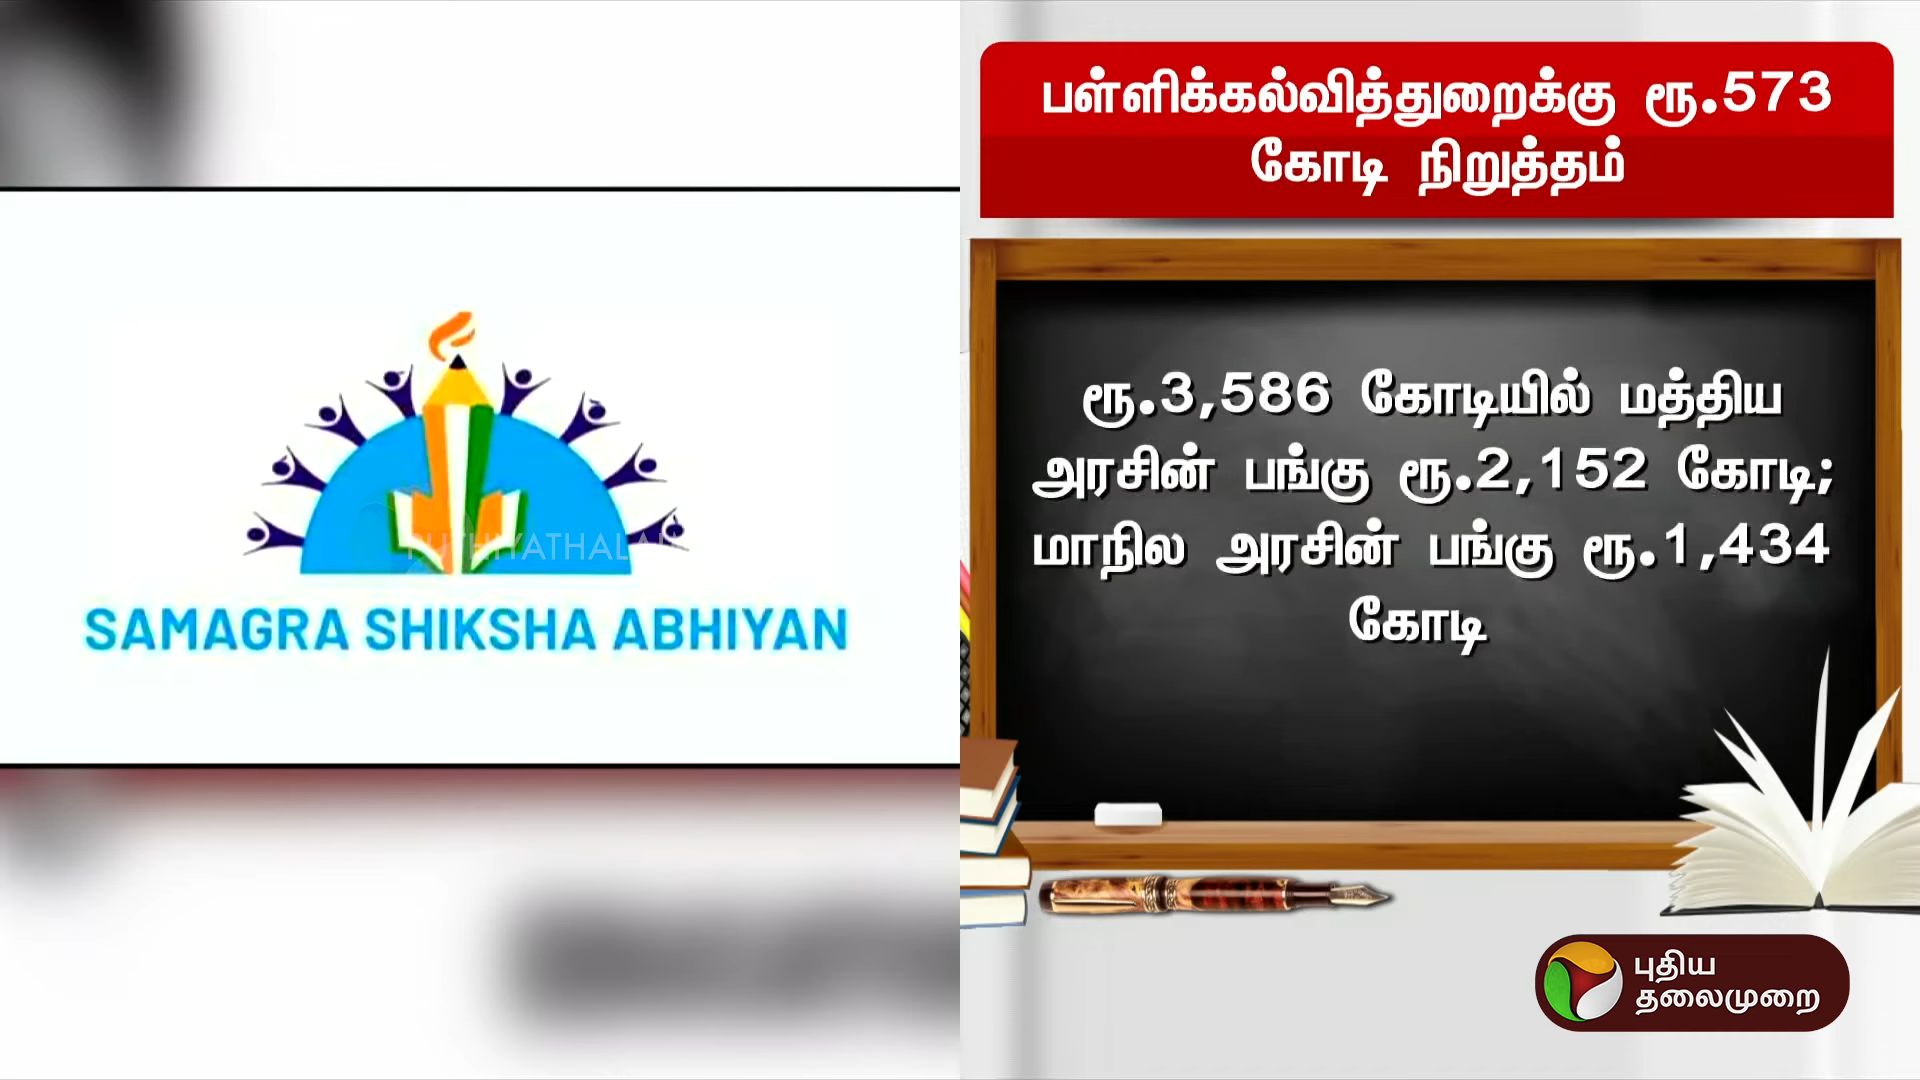 SAMAGRA SHIKSHA ABHIYAN
பள்ளிக்கல்வித்துறைக்கு ரூ.573
கோடி நிறுத்தம்
ரூ.3,586 கோடியில் மத்திய
அரசின் பங்கு ரூ.2,152 கோடி;
மாநில அரசின் பங்கு ரூ.1,434
கோடி
புதிய
தலைமுறை